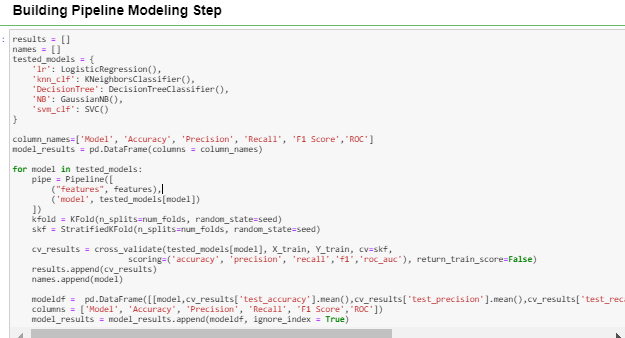 Building Pipeline Modeling Step
: results = []
names = []
tested_models = {
    'lr': LogisticRegression(),
    'knn_clf': KNeighborsClassifier(),
    'DecisionTree': DecisionTreeClassifier(),
    'NB': GaussianNB(),
    'svm_clf': SVC()
}
column_names=['Model', 'Accuracy', 'Precision', 'Recall', 'F1 Score','ROC']
model_results = pd.DataFrame(columns = column_names)
for model in tested_models:
    pipe = Pipeline([
        ("features", features),
        ('model', tested_models[model])
    ])
    kfold = KFold(n_splits=num_folds, random_state=seed)
    skf = StratifiedKFold(n_splits=num_folds, random_state=seed)
    cv_results = cross_validate(tested_models[model], X_train, Y_train, cv=skf,
                        scoring=('accuracy', 'precision', 'recall','f1','roc_auc'), return_train_score=False)
    results.append(cv_results)
    names.append(model)
    modeldf =  pd.DataFrame([[model,cv_results['test_accuracy'].mean(),cv_results['test_precision'].mean(),cv_results['test_rec
    columns = ['Model', 'Accuracy', 'Precision', 'Recall', 'F1 Score','ROC'])
    model_results = model_results.append(modeldf, ignore_index = True)